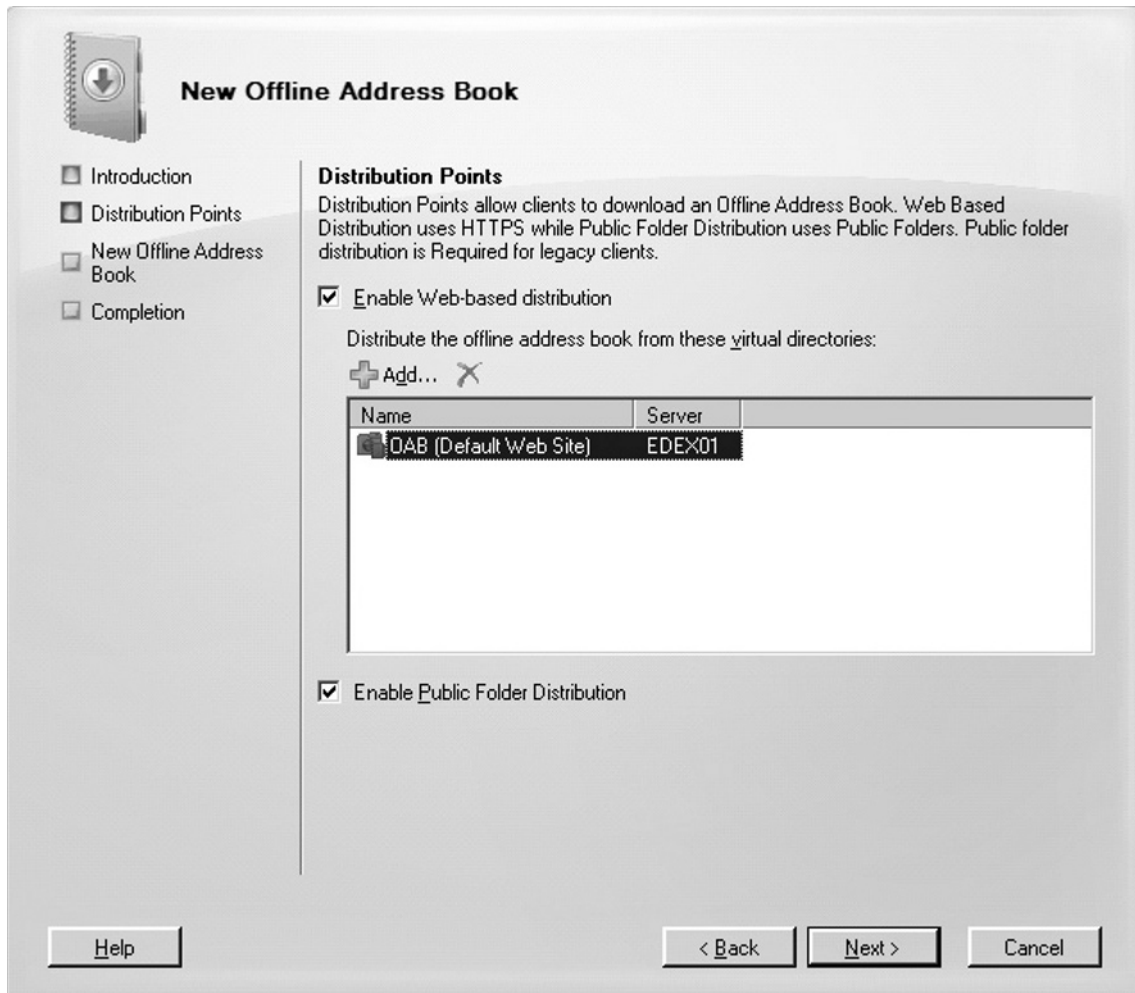 New Offline Address Book
Introduction
Distribution Points
New Offline Address
Book
Completion
Distribution Points
Distribution Points allow clients to download an Offline Address Book. Web Based
Distribution uses HTTPS while Public Folder Distribution uses Public Folders. Public folder
distribution is Required for legacy clients.
Enable Web-based distribution
Distribute the offline address book from these virtual directories:
Add...
Name Server
OAB (Default Web Site) EDEX01
Enable Public Folder Distribution
Help < Back Next > Cancel